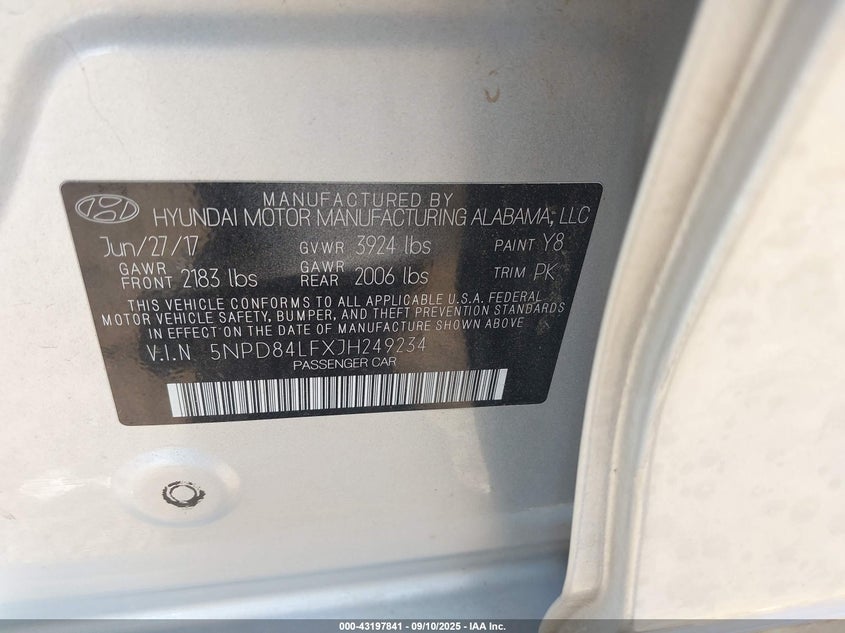 MANUFACTURED BY
HYUNDAI MOTOR MANUFACTURING ALABAMA, LLC
Jun/27/17 GVWR 3924 lbs PAINT Y8
GAWR FRONT 2183 lbs GAWR REAR 2006 lbs TRIM PK
THIS VEHICLE CONFORMS TO ALL APPLICABLE U.S.A. FEDERAL
MOTOR VEHICLE SAFETY, BUMPER, AND THEFT PREVENTION STANDARDS
IN EFFECT ON THE DATE OF MANUFACTURE SHOWN ABOVE.
V.I.N 5NPD84LFXJH249234
PASSENGER CAR
000-43197841 - 09/10/2025 - IAA Inc.